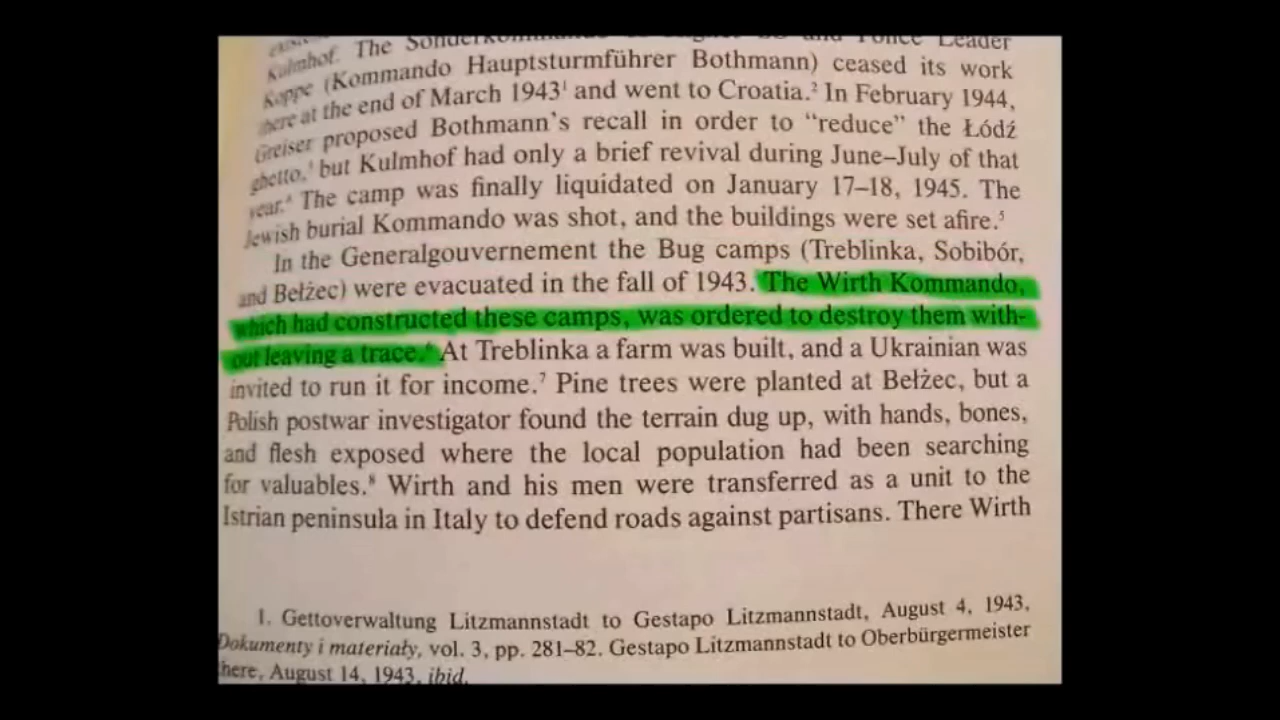 Kulmhof. The Police Leader
Koppe (Kommando Hauptsturmführer Bothmann) ceased its work
there at the end of March 1943¹ and went to Croatia.² In February 1944,
Greiser proposed Bothmann’s recall in order to “reduce” the Łódź
ghetto,³ but Kulmhof had only a brief revival during June–July of that
year.⁴ The camp was finally liquidated on January 17–18, 1945. The
Jewish burial Kommando was shot, and the buildings were set afire.⁵
In the Generalgouvernement the Bug camps (Treblinka, Sobibór,
and Bełżec) were evacuated in the fall of 1943. The Wirth Kommando,
which had constructed these camps, was ordered to destroy them with-
out leaving a trace.⁶ At Treblinka a farm was built, and a Ukrainian was
invited to run it for income.⁷ Pine trees were planted at Bełżec, but a
Polish postwar investigator found the terrain dug up, with hands, bones,
and flesh exposed where the local population had been searching
for valuables.⁸ Wirth and his men were transferred as a unit to the
Istrian peninsula in Italy to defend roads against partisans. There Wirth
1. Gettoverwaltung Litzmannstadt to Gestapo Litzmannstadt, August 4, 1943,
Dokumenty i materiały, vol. 3, pp. 281–82. Gestapo Litzmannstadt to Oberbürgermeister
here, August 14, 1943, ibid.